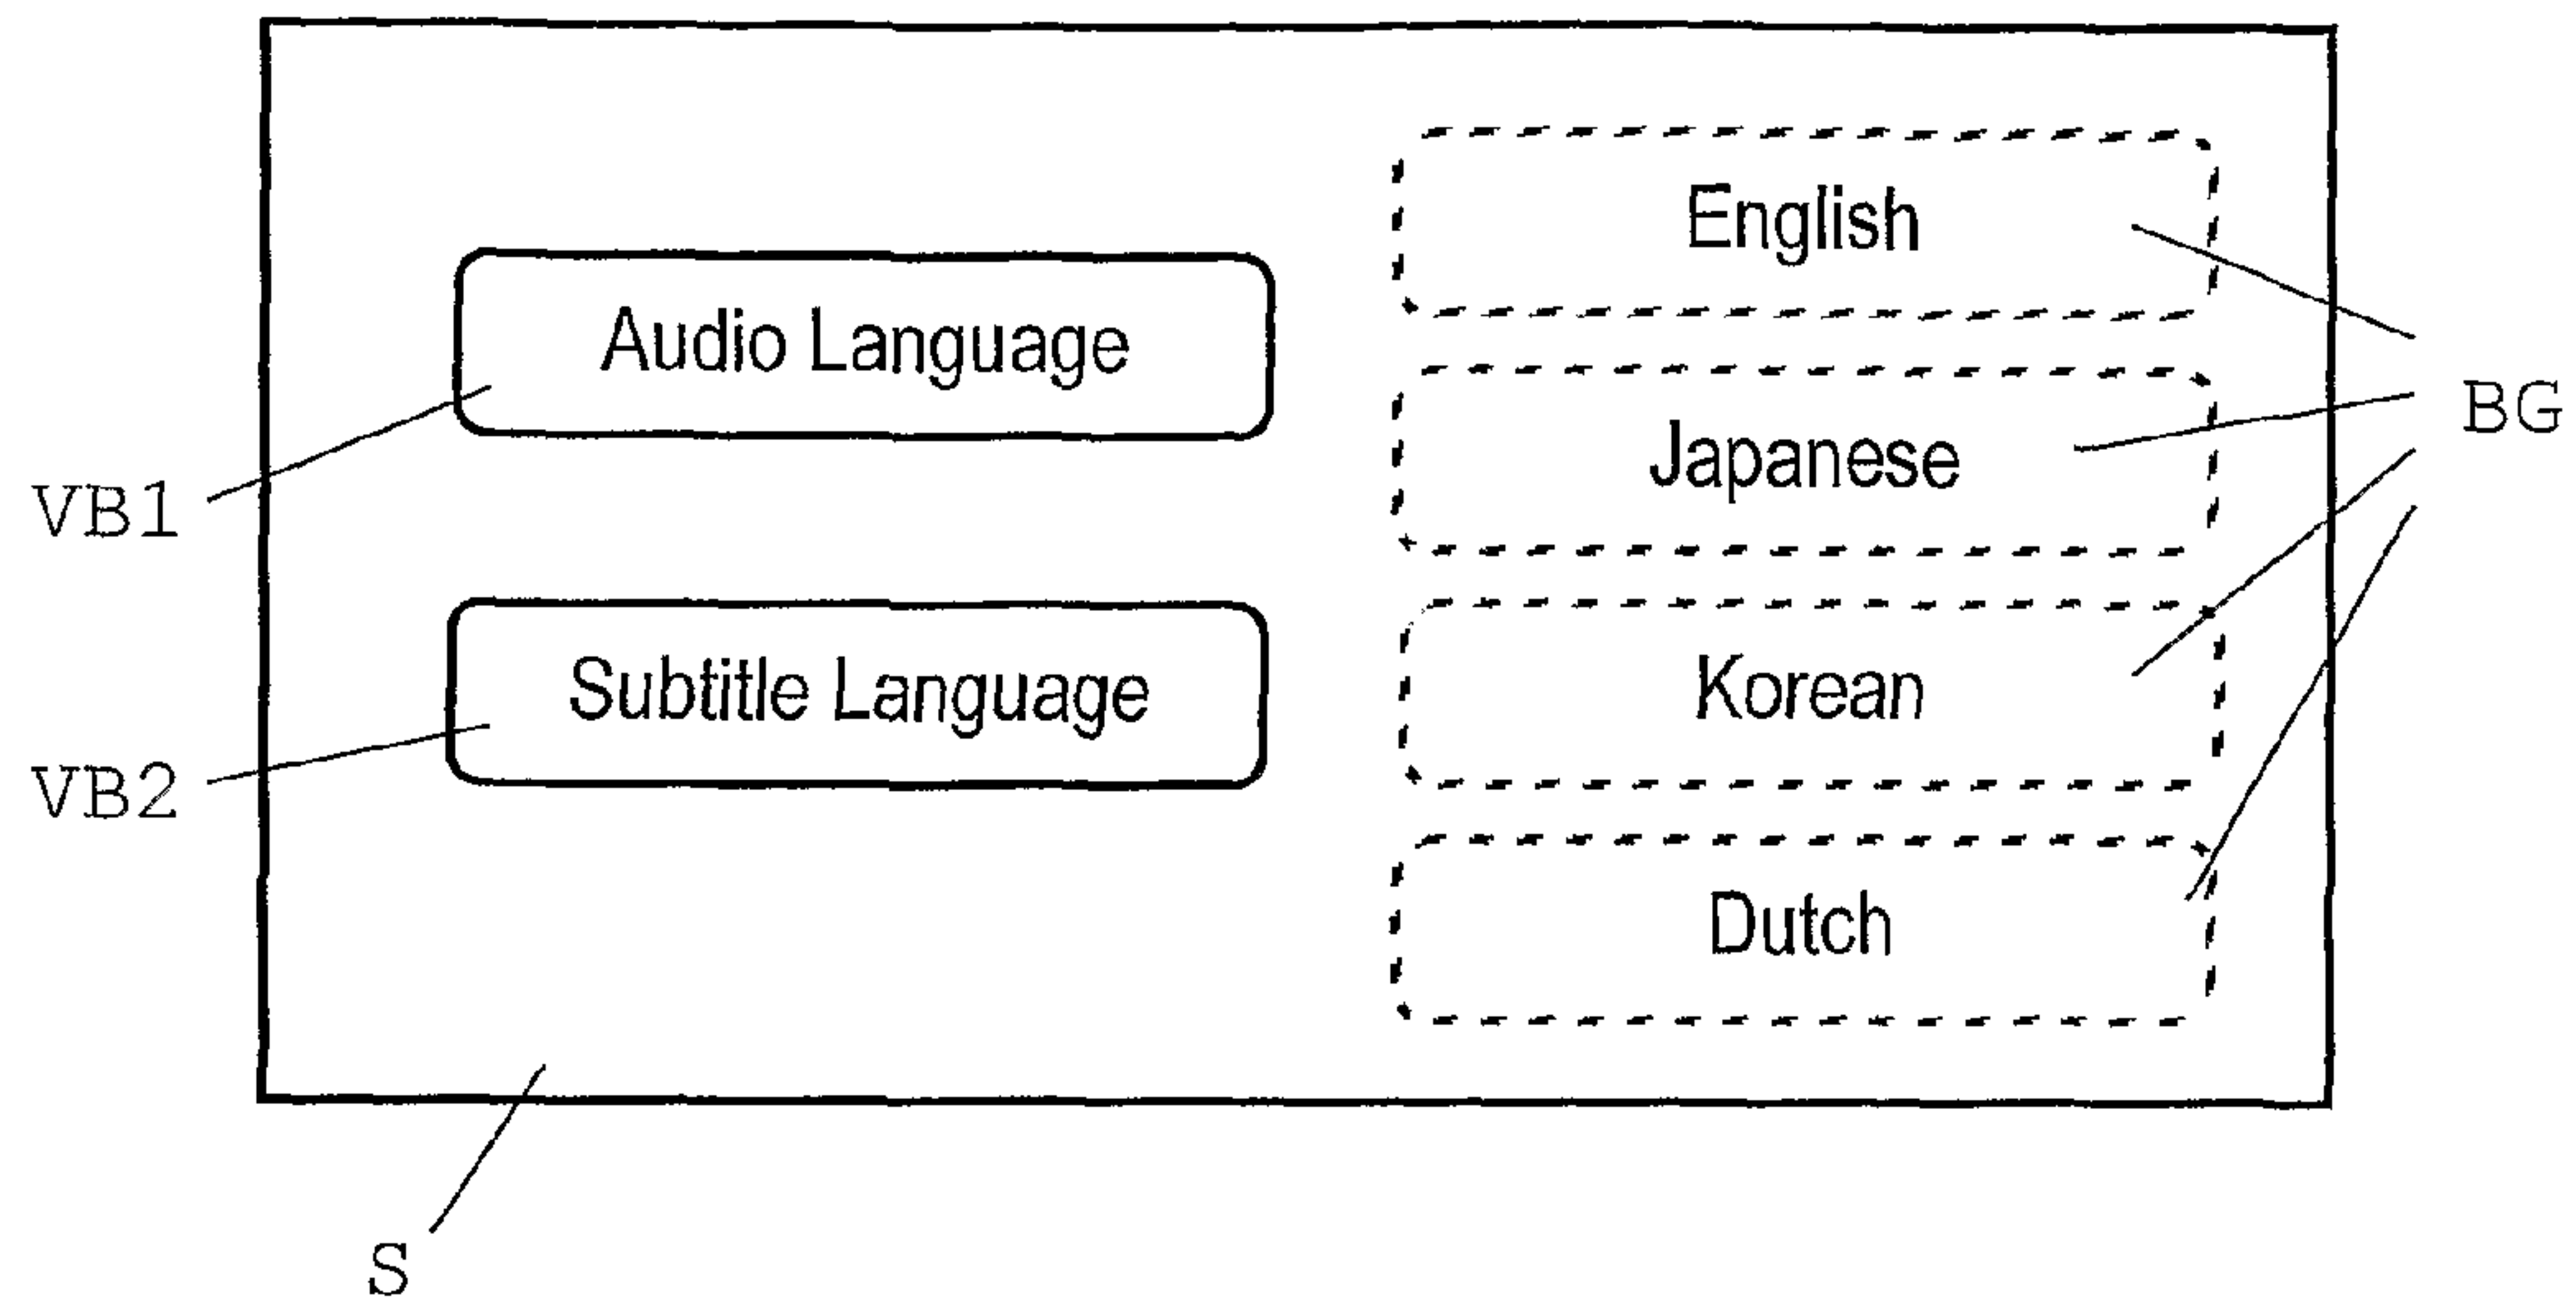 English
Audio Language
BG
Japanese
VB1
Subtitle Language
Korean
VB2
Dutch
S